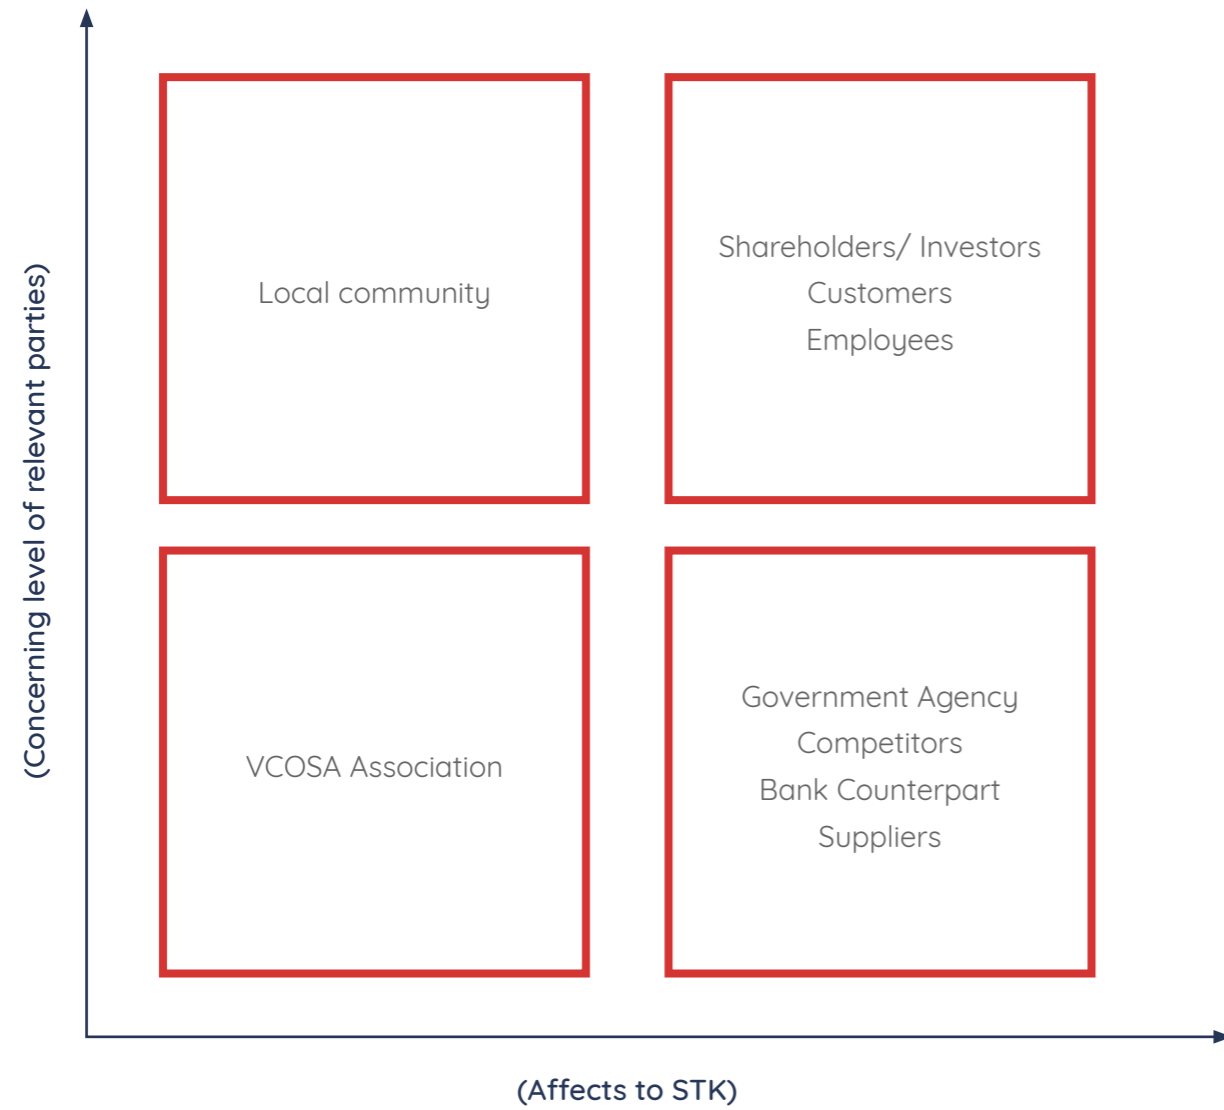 (Concerning level of relevant parties)
Local community
Shareholders/ Investors
Customers
Employees
VCOSA Association
Government Agency
Competitors
Bank Counterpart
Suppliers
(Affects to STK)